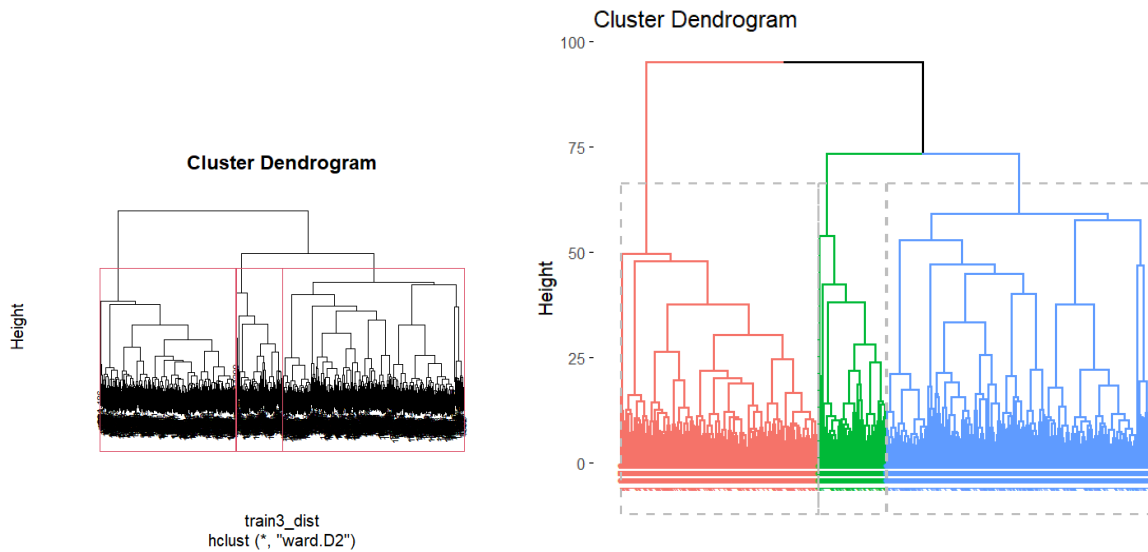 Cluster Dendrogram
Height
train3_dist
hclust (*, "ward.D2")
Cluster Dendrogram
100
75
50
25
0
Height